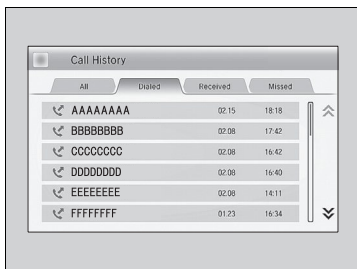 Call History
All Dialed Received Missed
AAAAAAAA 02.15 18:18
BBBBBBBB 02.08 17:42
CCCCCCCC 02.08 16:42
DDDDDDDD 02.08 16:40
EEEEEEEE 02.08 14:11
FFFFFFFF 01.23 16:34